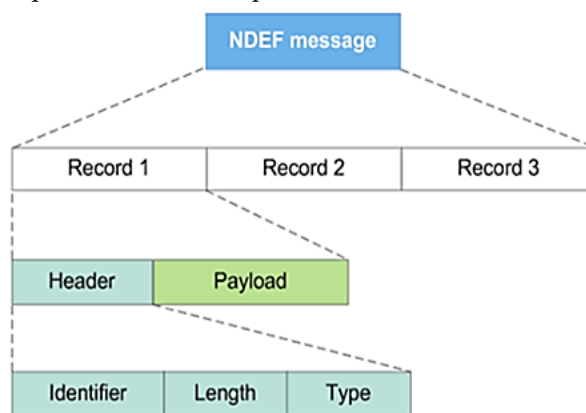 NDEF message
Record 1 Record 2 Record 3
Header Payload
Identifier Length Type